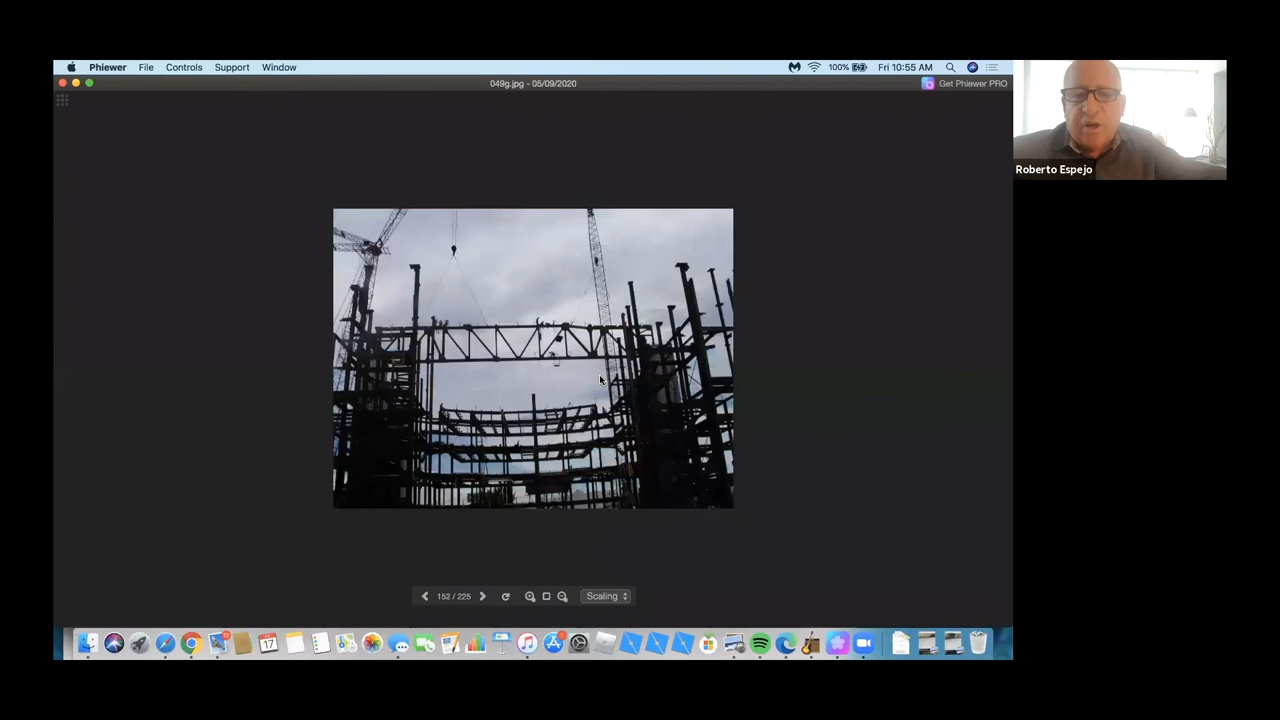 Phiewer File Controls Support Window 100% Fri 10:55 AM
049g.jpg - 05/09/2020 Get Phiewer PRO
Roberto Espejo
152 / 225 Scaling
17